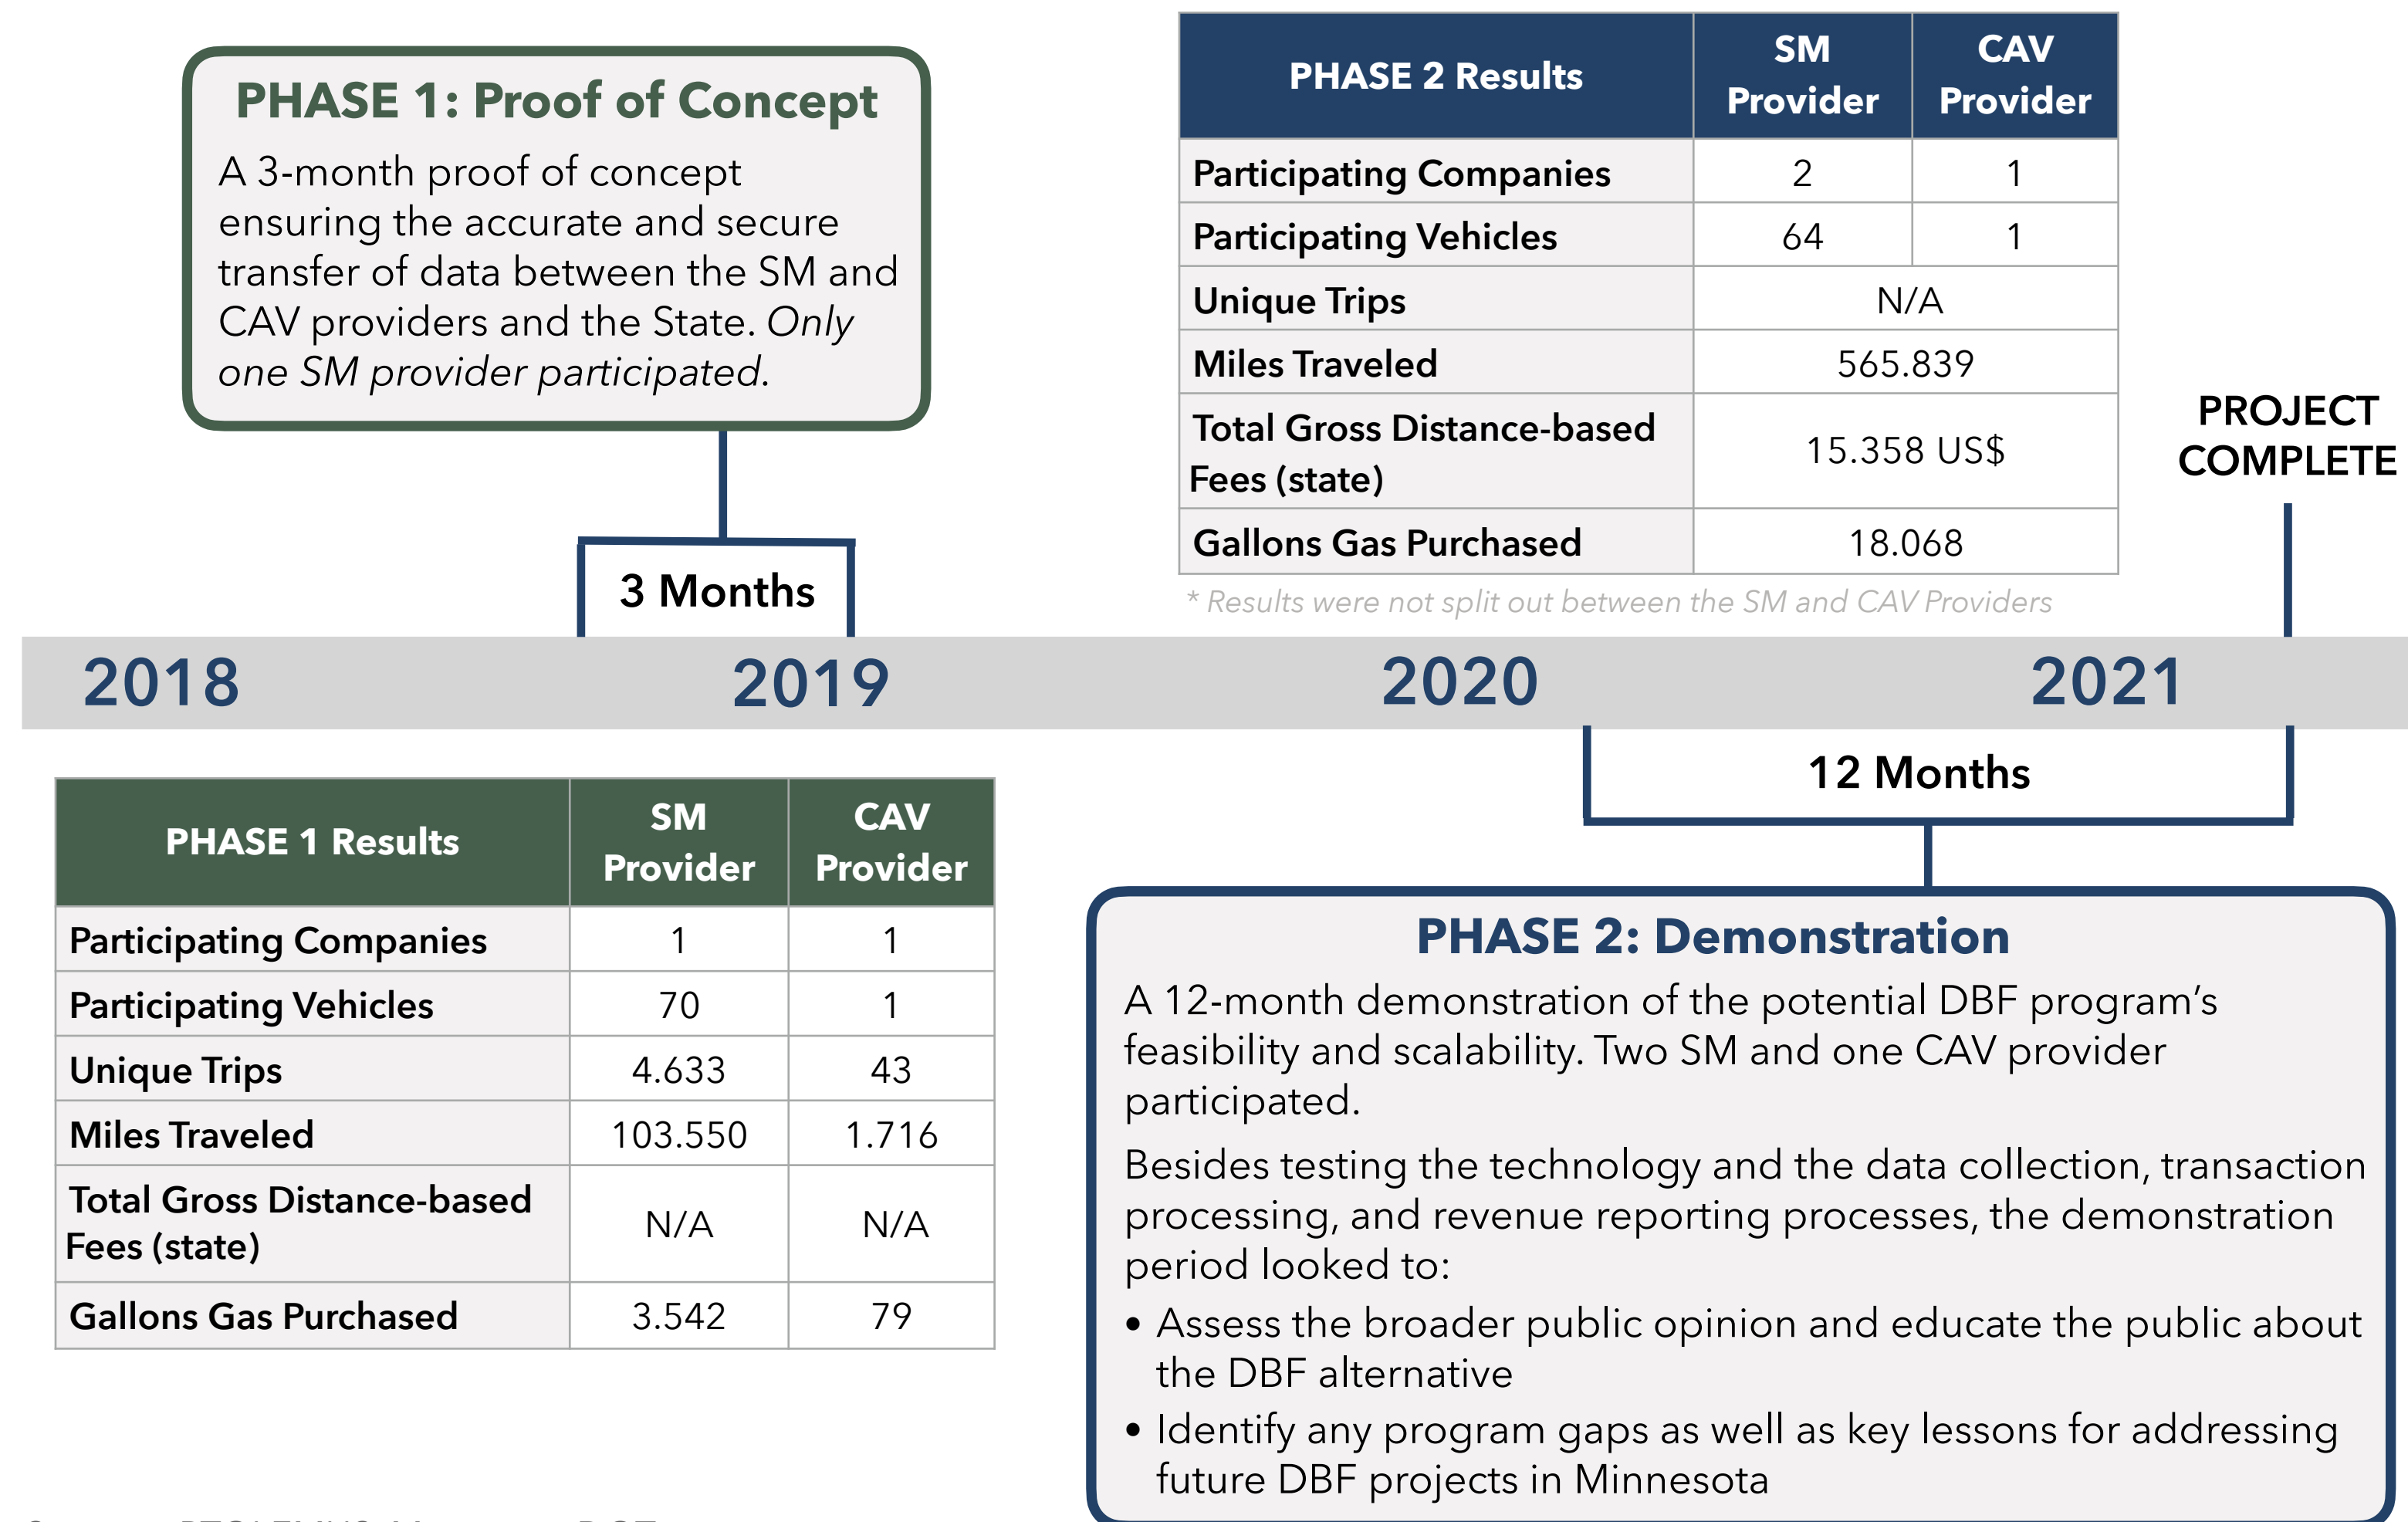 PHASE 1: Proof of Concept
A 3-month proof of concept
ensuring the accurate and secure
transfer of data between the SM and
CAV providers and the State. Only
one SM provider participated.
3 Months
PHASE 2 Results
SM
Provider
CAV
Provider
Participating Companies
2
1
Participating Vehicles
64
1
Unique Trips
N/A
Miles Traveled
565.839
Total Gross Distance-based
Fees (state)
15.358 US$
Gallons Gas Purchased
18.068
* Results were not split out between the SM and CAV Providers
PROJECT
COMPLETE
2018
2019
2020
2021
PHASE 1 Results
SM
Provider
CAV
Provider
Participating Companies
1
1
Participating Vehicles
70
1
Unique Trips
4.633
43
Miles Traveled
103.550
1.716
Total Gross Distance-based
Fees (state)
N/A
N/A
Gallons Gas Purchased
3.542
79
12 Months
PHASE 2: Demonstration
A 12-month demonstration of the potential DBF program’s
feasibility and scalability. Two SM and one CAV provider
participated.
Besides testing the technology and the data collection, transaction
processing, and revenue reporting processes, the demonstration
period looked to:
• Assess the broader public opinion and educate the public about
the DBF alternative
• Identify any program gaps as well as key lessons for addressing
future DBF projects in Minnesota